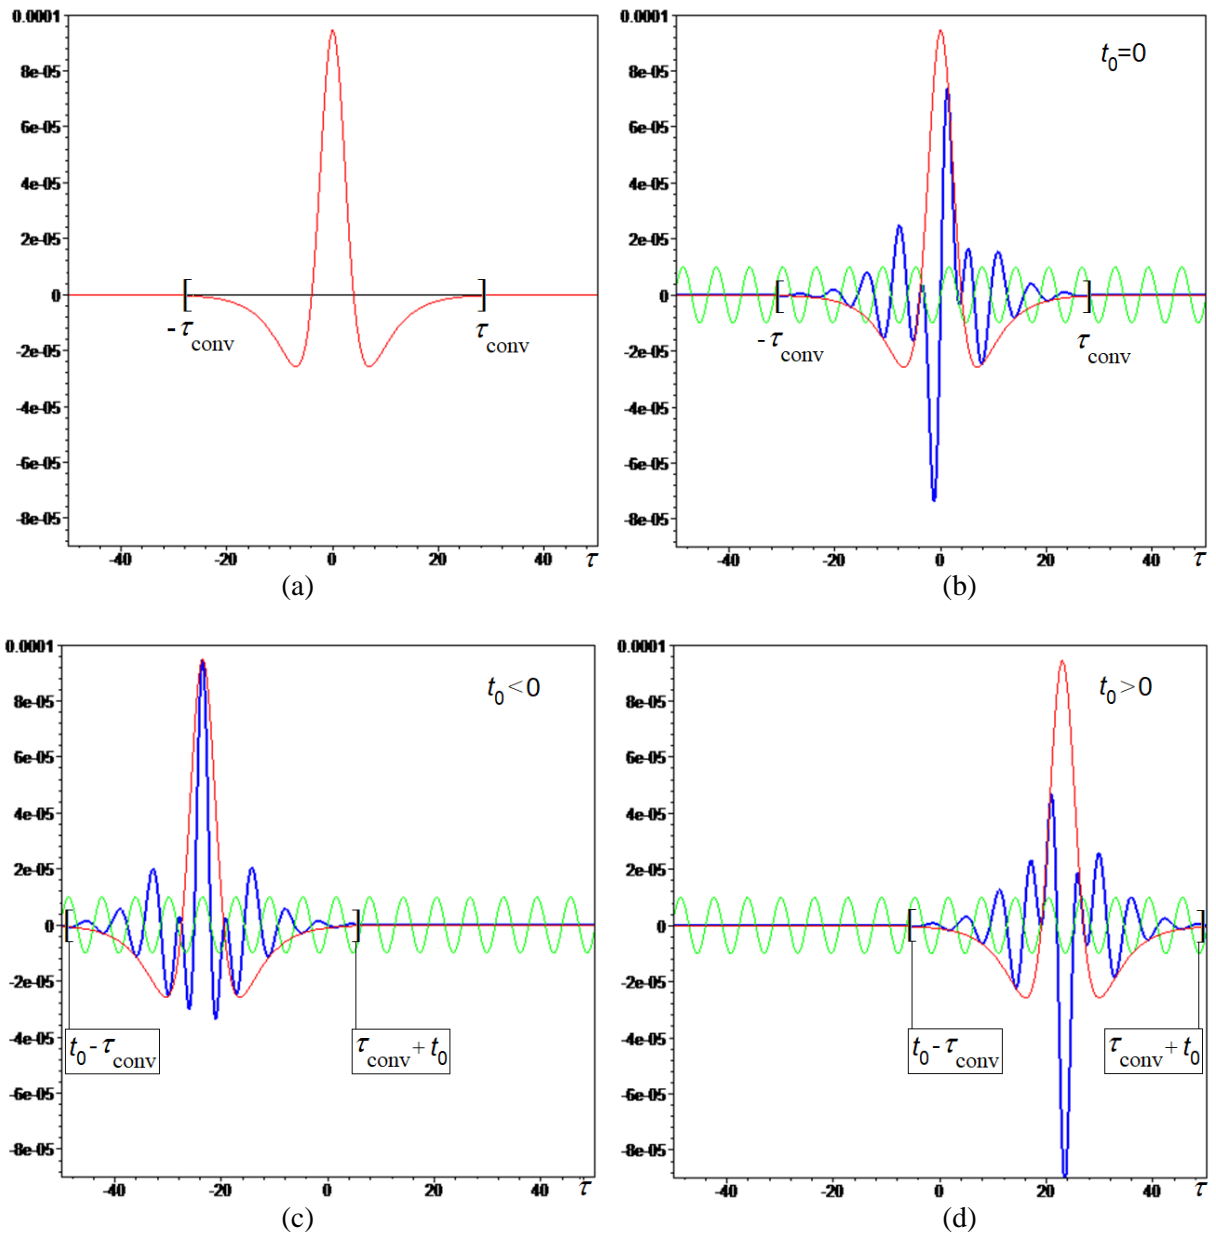 0.0001
8e-05
6e-05
4e-05
2e-05
0
-2e-05
-4e-05
-6e-05
-8e-05
-40 -20 0 20 40 τ
[ ]
-τconv τconv
(a)
0.0001
8e-05
6e-05
4e-05
2e-05
0
-2e-05
-4e-05
-6e-05
-8e-05
-40 -20 0 20 40 τ
t0=0
[ ]
-τconv τconv
(b)
0.0001
8e-05
6e-05
4e-05
2e-05
0
-2e-05
-4e-05
-6e-05
-8e-05
-40 -20 0 20 40 τ
t0<0
[ ]
t0-τconv τconv+t0
(c)
0.0001
8e-05
6e-05
4e-05
2e-05
0
-2e-05
-4e-05
-6e-05
-8e-05
-40 -20 0 20 40 τ
t0>0
[ ]
t0-τconv τconv+t0
(d)